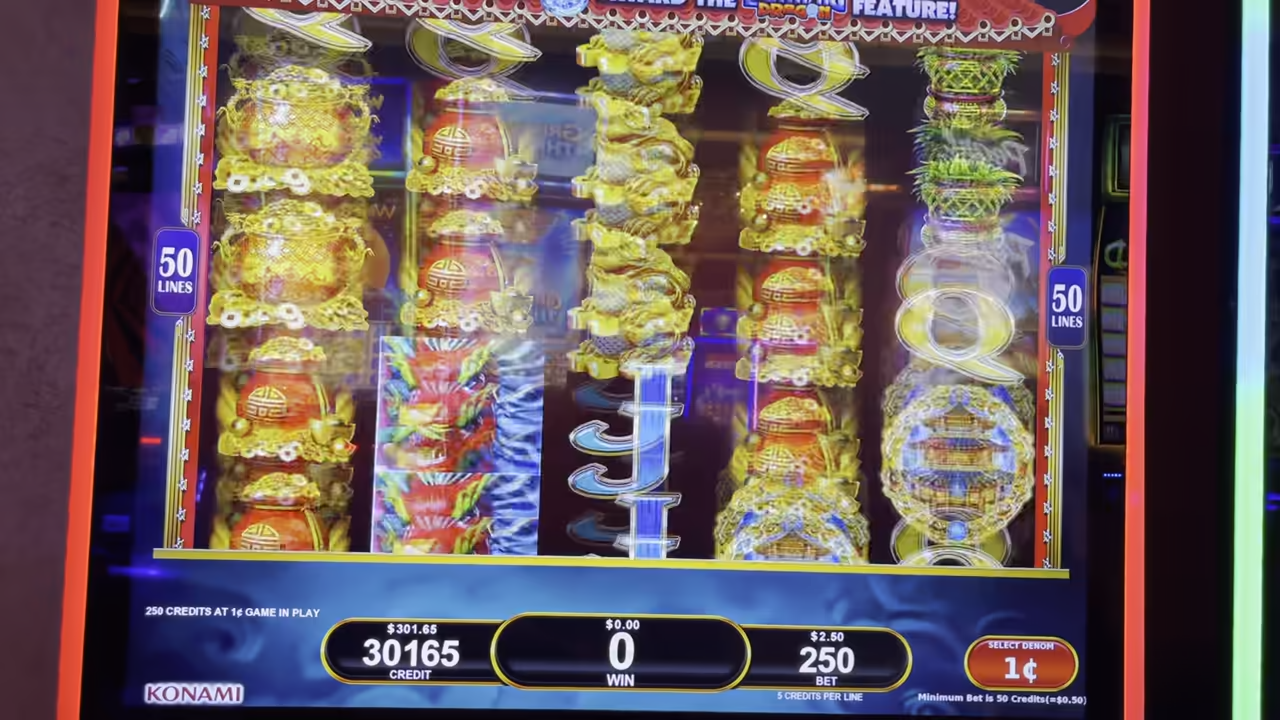 FEATURE!
50
LINES
50
LINES
250 CREDITS AT 1¢ GAME IN PLAY
$301.65
30165
CREDIT
$0.00
0
WIN
$2.50
250
BET
5 CREDITS PER LINE
SELECT DENOM
1¢
Minimum Bet is 50 Credits(=$0.50)
KONAMI